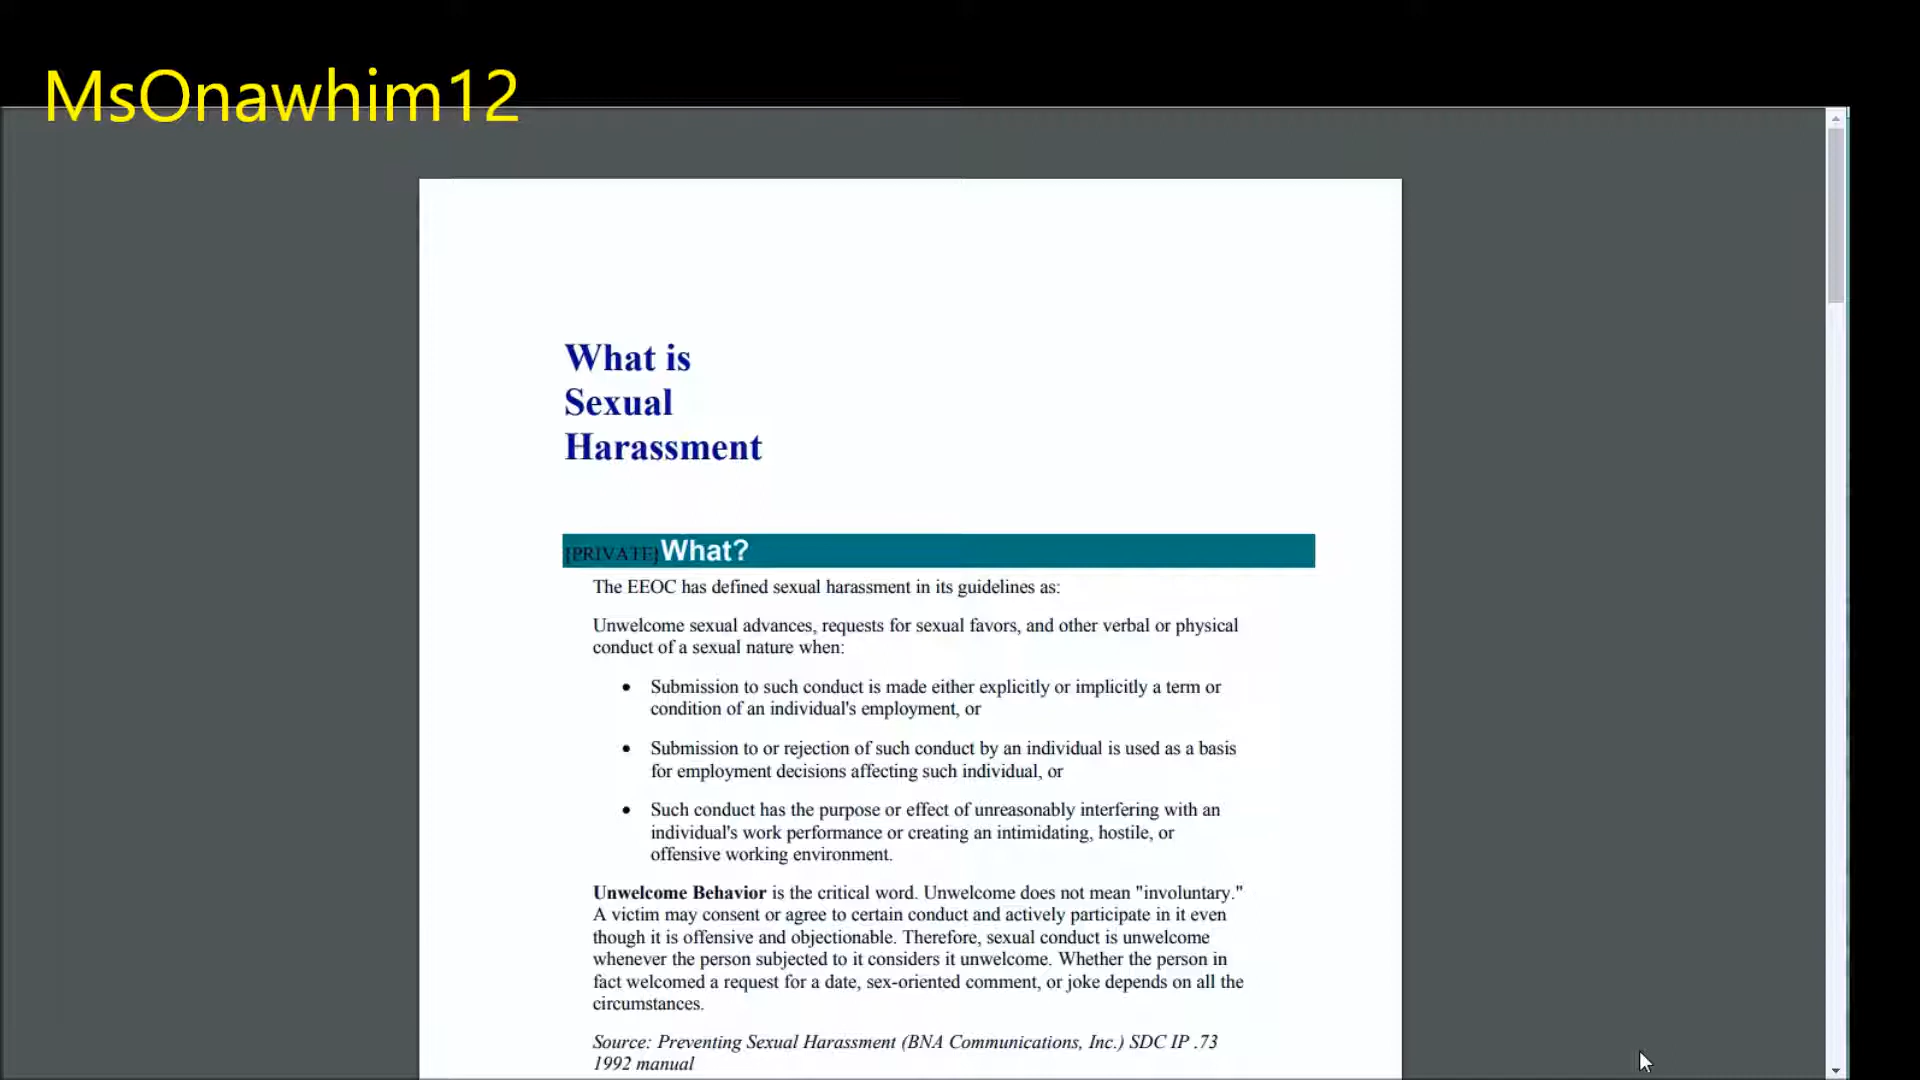 MsOnawhim12
What is
Sexual
Harassment
{PRIVATE}What?
The EEOC has defined sexual harassment in its guidelines as:
Unwelcome sexual advances, requests for sexual favors, and other verbal or physical
conduct of a sexual nature when:
• Submission to such conduct is made either explicitly or implicitly a term or
condition of an individual's employment, or
• Submission to or rejection of such conduct by an individual is used as a basis
for employment decisions affecting such individual, or
• Such conduct has the purpose or effect of unreasonably interfering with an
individual's work performance or creating an intimidating, hostile, or
offensive working environment.
Unwelcome Behavior is the critical word. Unwelcome does not mean "involuntary."
A victim may consent or agree to certain conduct and actively participate in it even
though it is offensive and objectionable. Therefore, sexual conduct is unwelcome
whenever the person subjected to it considers it unwelcome. Whether the person in
fact welcomed a request for a date, sex-oriented comment, or joke depends on all the
circumstances.
Source: Preventing Sexual Harassment (BNA Communications, Inc.) SDC IP .73
1992 manual